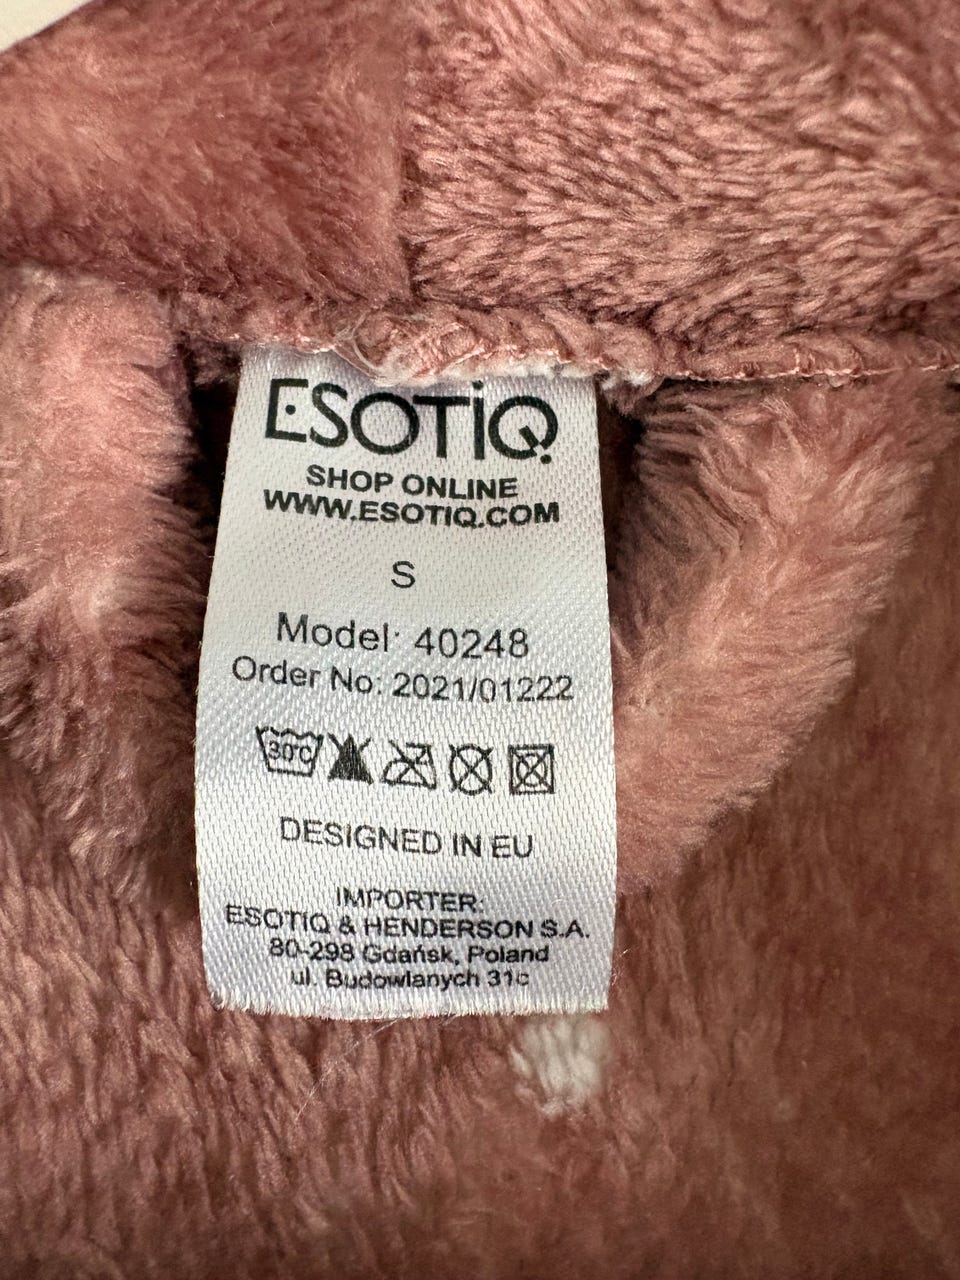 ESOTIQ
SHOP ONLINE
WWW.ESOTIQ.COM
S
Model: 40248
Order No: 2021/01222
30°C
DESIGNED IN EU
IMPORTER:
ESOTIQ & HENDERSON S.A.
80-298 Gdańsk, Poland
ul. Budowlanych 31c